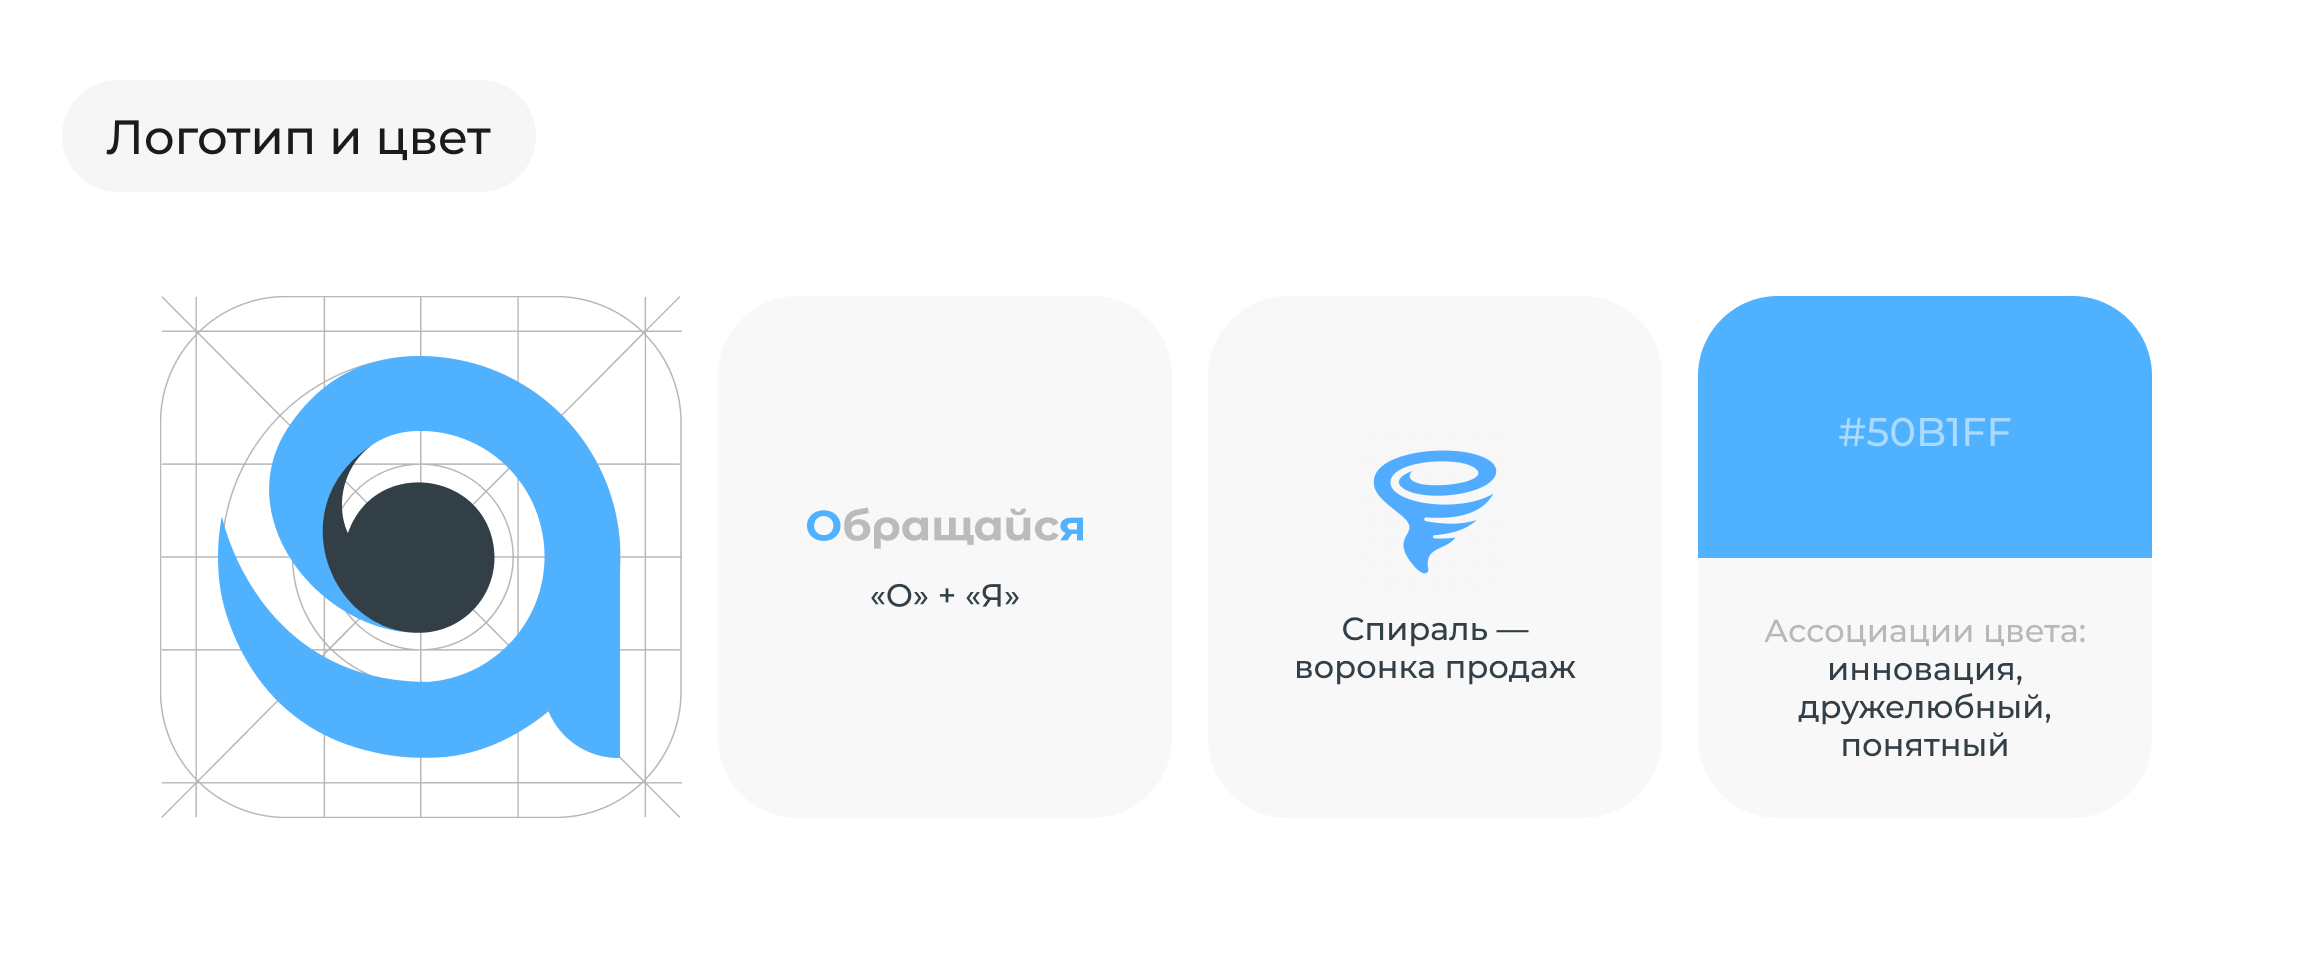 Логотип и цвет
Обращайся
«О» + «Я»
Спираль —
воронка продаж
#50B1FF
Ассоциации цвета:
инновация,
дружелюбный,
понятный